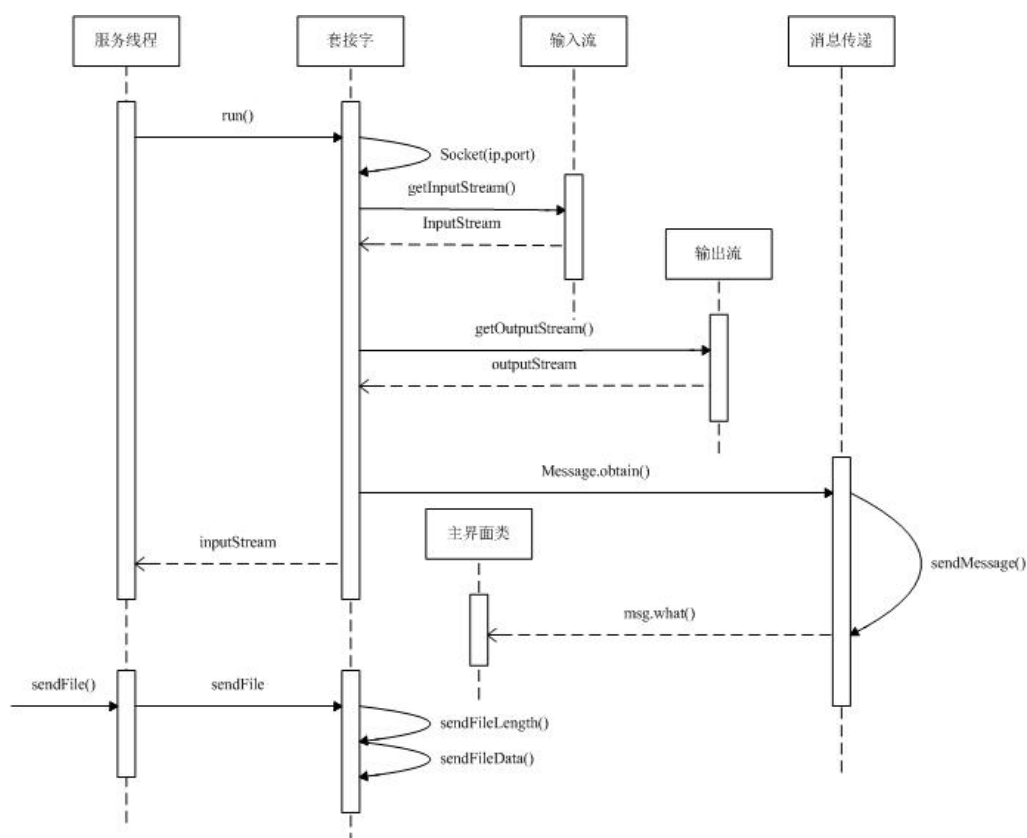 服务线程
套接字
输入流
消息传递
run()
Socket(ip,port)
getInputStream()
InputStream
输出流
getOutputStream()
outputStream
Message.obtain()
主界面类
inputStream
sendMessage()
msg.what()
sendFile()
sendFile
sendFileLength()
sendFileData()